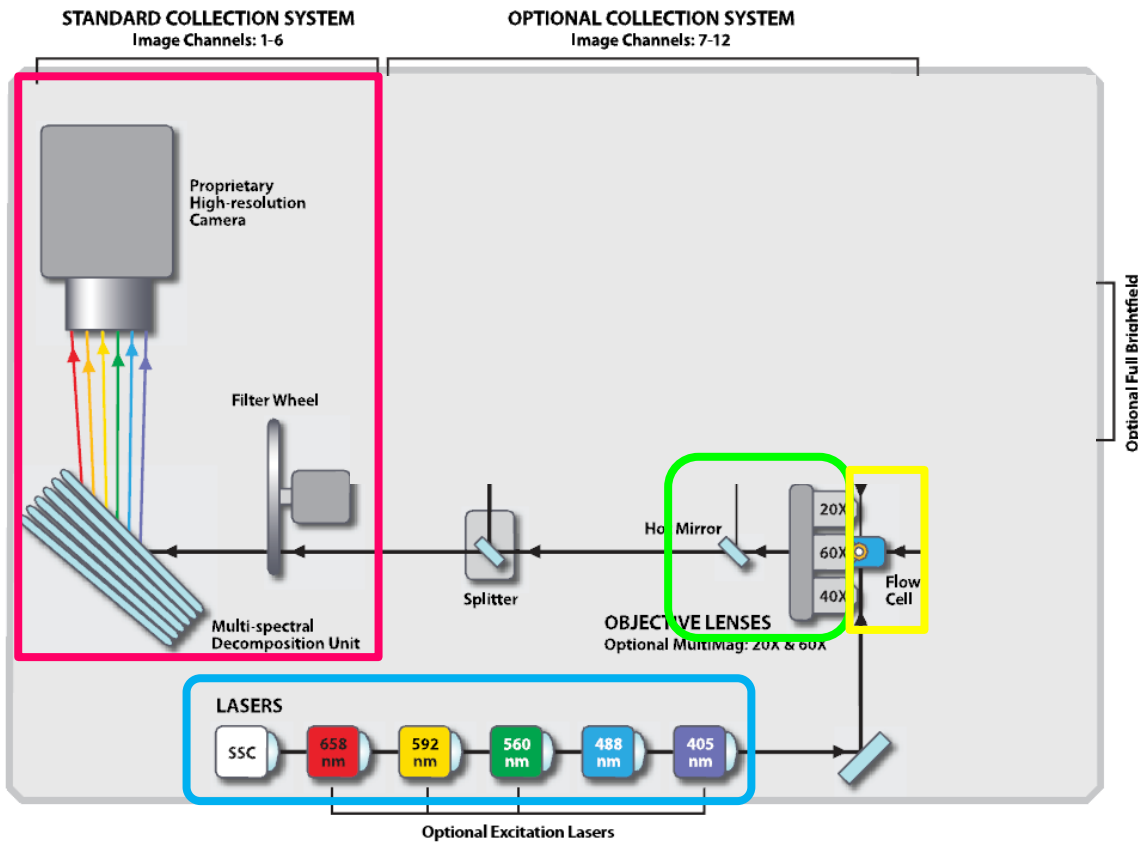 STANDARD COLLECTION SYSTEM
Image Channels: 1-6
OPTIONAL COLLECTION SYSTEM
Image Channels: 7-12
Proprietary
High-resolution
Camera
Optional Full Brightfield
Filter Wheel
20X
60X
40X
Flow
Cell
Splitter
OBJECTIVE LENSES
Optional MultiMag: 20X & 60X
Multi-spectral
Decomposition Unit
LASERS
SSC
658
nm
592
nm
560
nm
488
nm
405
nm
Optional Excitation Lasers